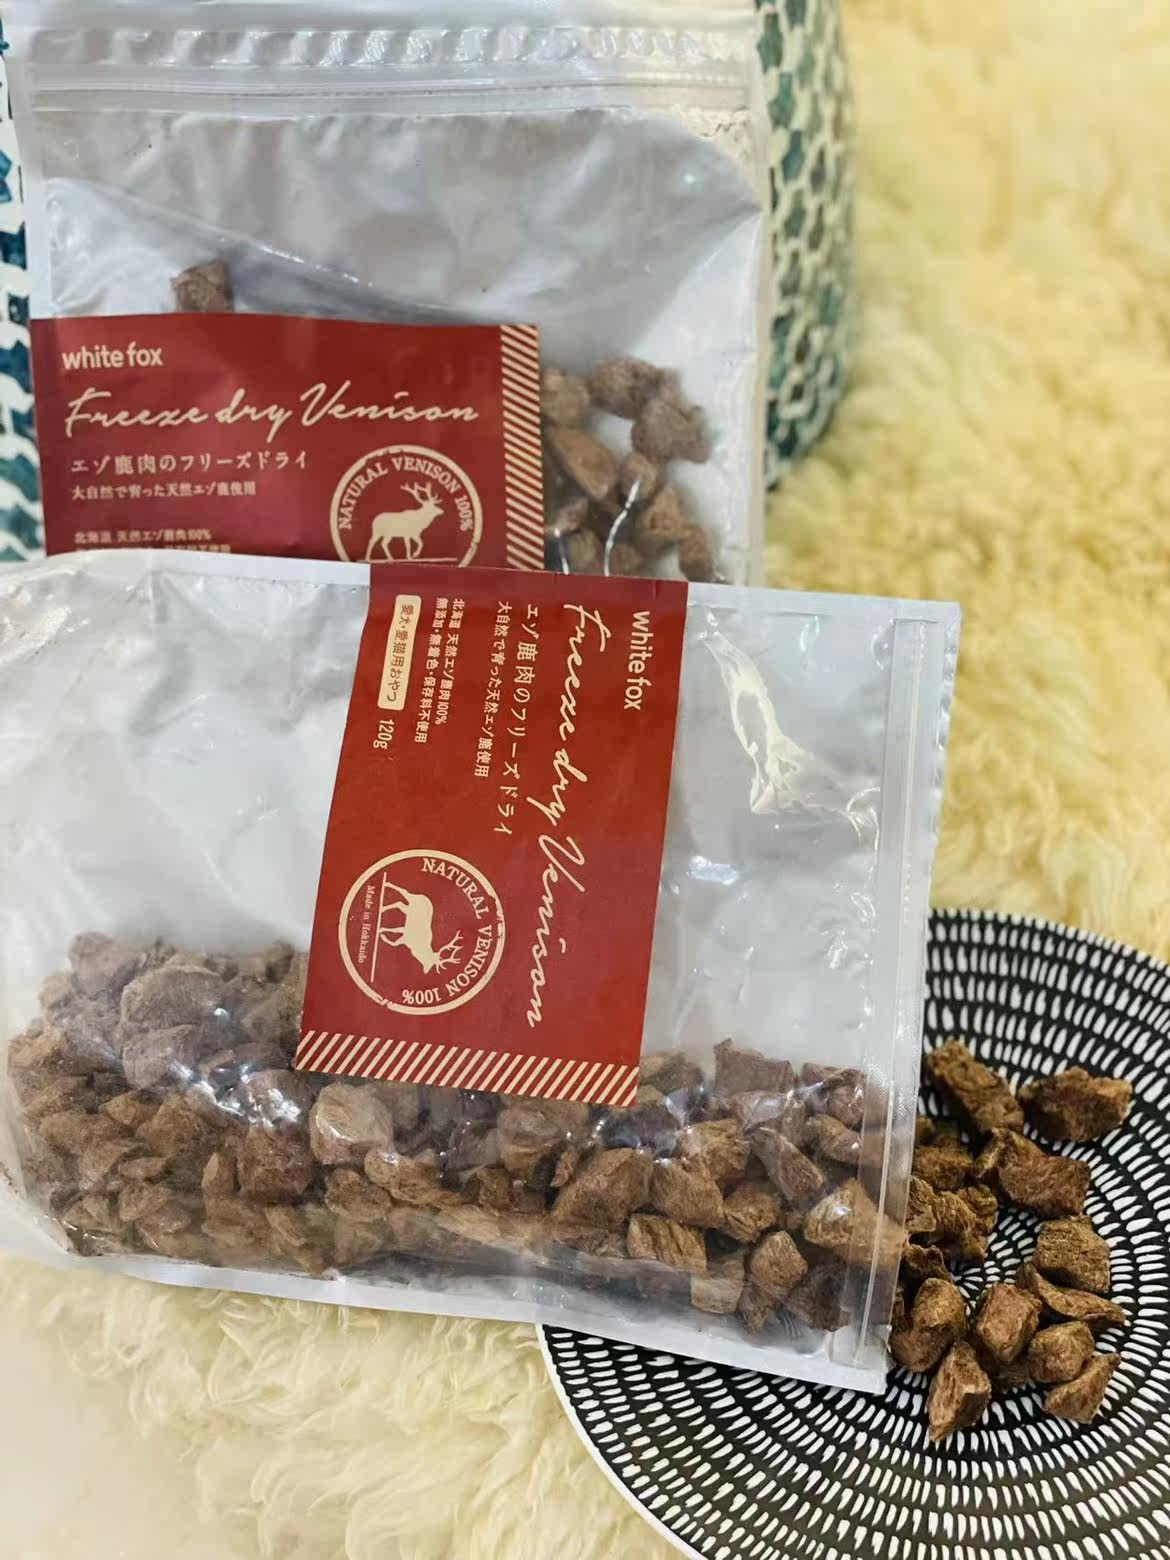 white fox
Freeze dry Venison
エゾ鹿肉のフリーズドライ
大自然で育った天然エゾ鹿使用
北海道 天然エゾ鹿肉100%
NATURAL VENISON 100%
white fox
Freeze dry Venison
エゾ鹿肉のフリーズドライ
大自然で育った天然エゾ鹿使用
北海道 天然エゾ鹿肉100%
無添加・無着色・保存料不使用
愛犬・愛猫用おやつ 120g
NATURAL VENISON 100%
Made in Hokkaido